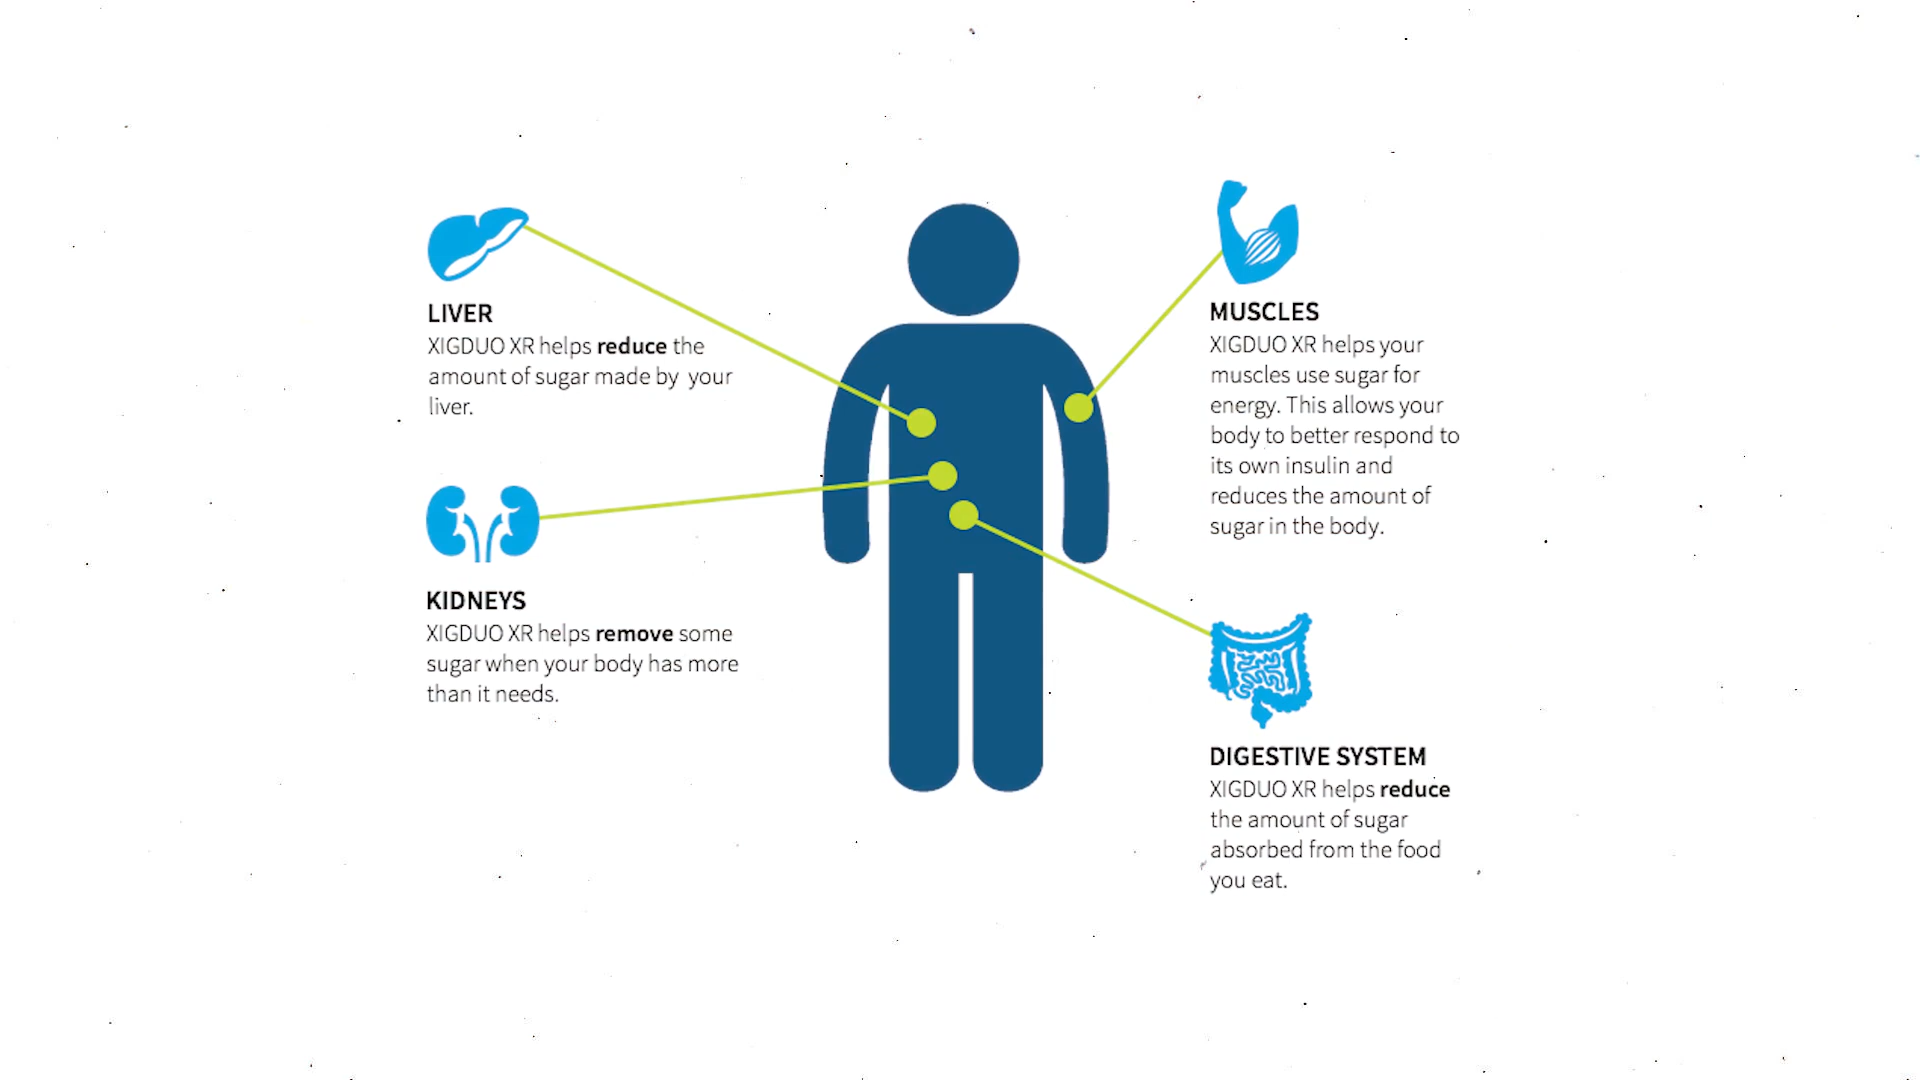 LIVER
XIGDUO XR helps reduce the
amount of sugar made by your
liver.
KIDNEYS
XIGDUO XR helps remove some
sugar when your body has more
than it needs.
MUSCLES
XIGDUO XR helps your
muscles use sugar for
energy. This allows your
body to better respond to
its own insulin and
reduces the amount of
sugar in the body.
DIGESTIVE SYSTEM
XIGDUO XR helps reduce
the amount of sugar
absorbed from the food
you eat.